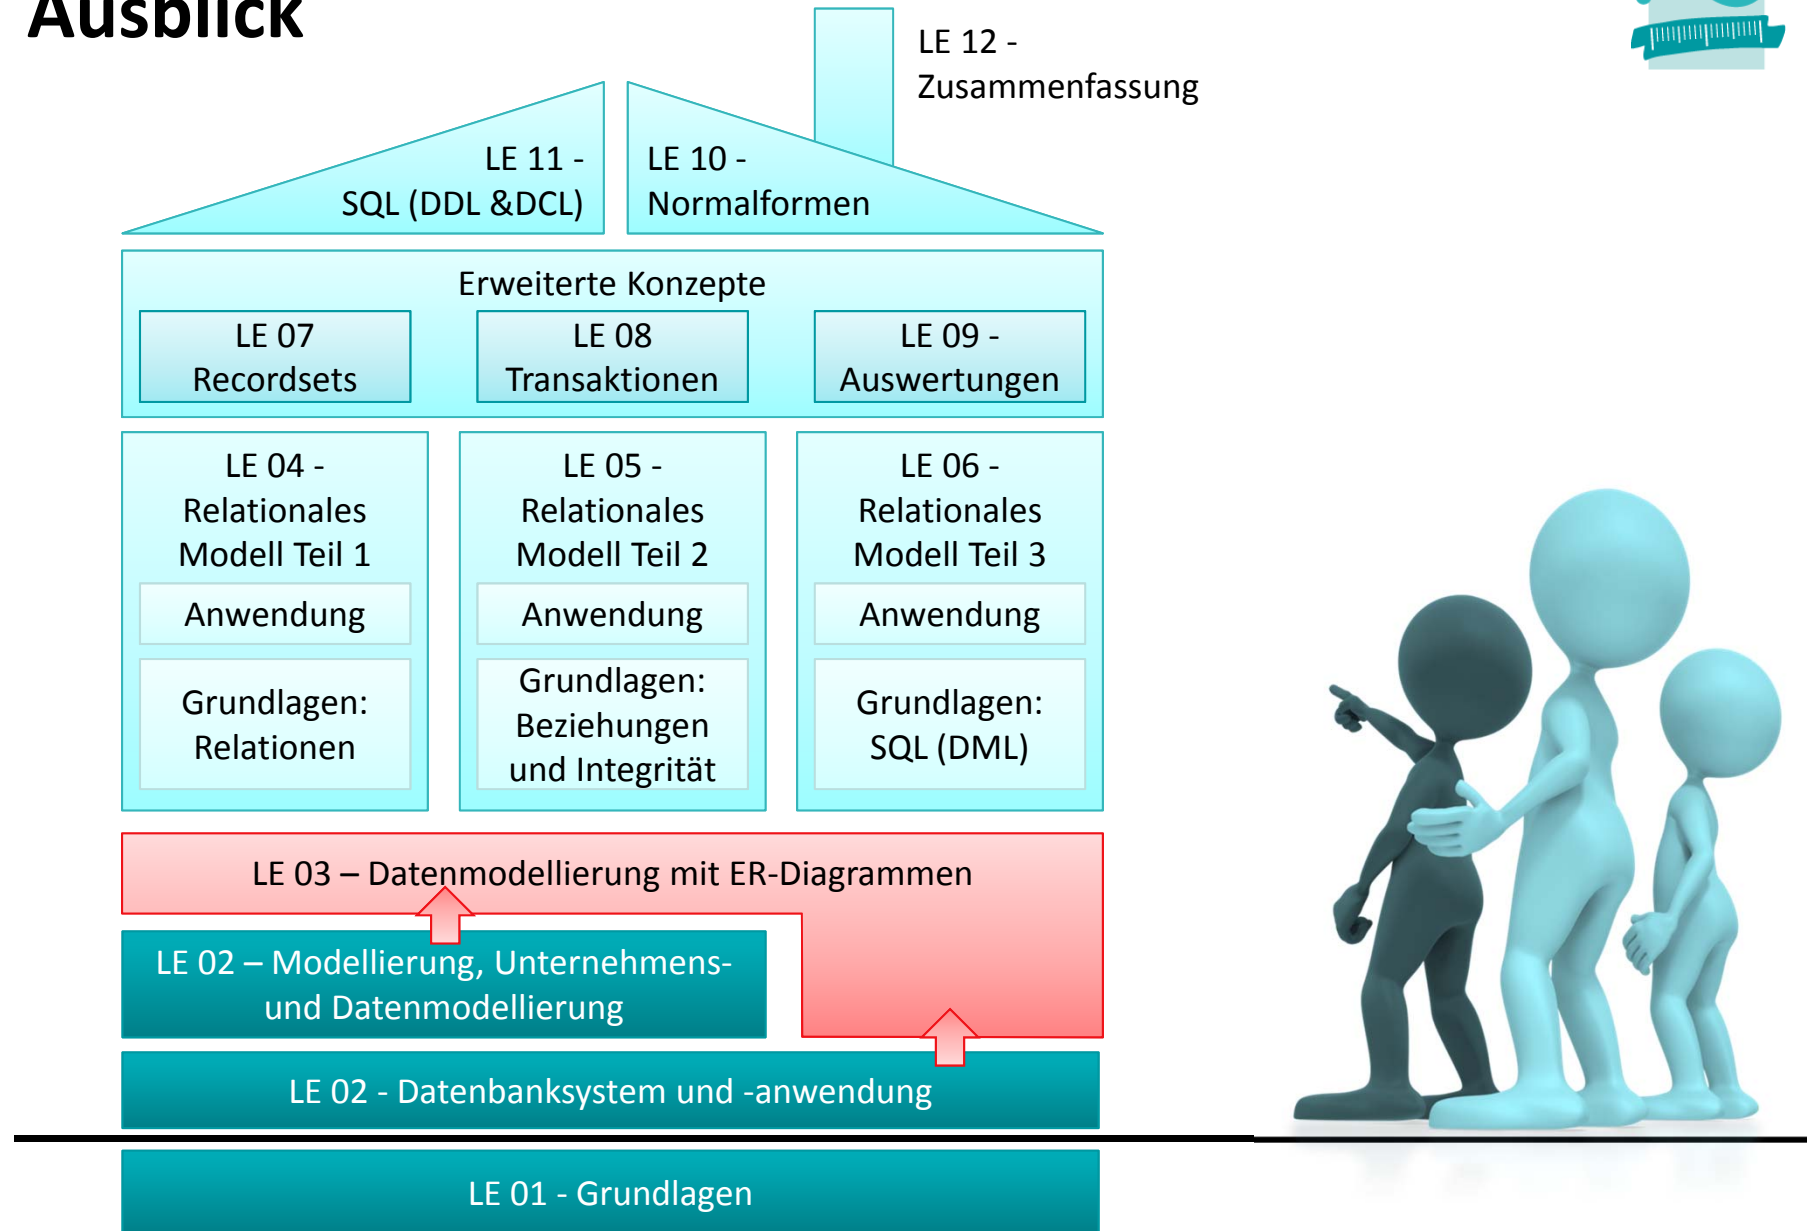 Ausblick
LE 12 -
Zusammenfassung
LE 11 -
SQL (DDL &DCL)
LE 10 -
Normalformen
Erweiterte Konzepte
LE 07
Recordsets
LE 08
Transaktionen
LE 09 -
Auswertungen
LE 04 -
Relationales
Modell Teil 1
Anwendung
Grundlagen:
Relationen
LE 05 -
Relationales
Modell Teil 2
Anwendung
Grundlagen:
Beziehungen
und Integrität
LE 06 -
Relationales
Modell Teil 3
Anwendung
Grundlagen:
SQL (DML)
LE 03 – Datenmodellierung mit ER-Diagrammen
LE 02 – Modellierung, Unternehmens-
und Datenmodellierung
LE 02 - Datenbanksystem und -anwendung
LE 01 - Grundlagen